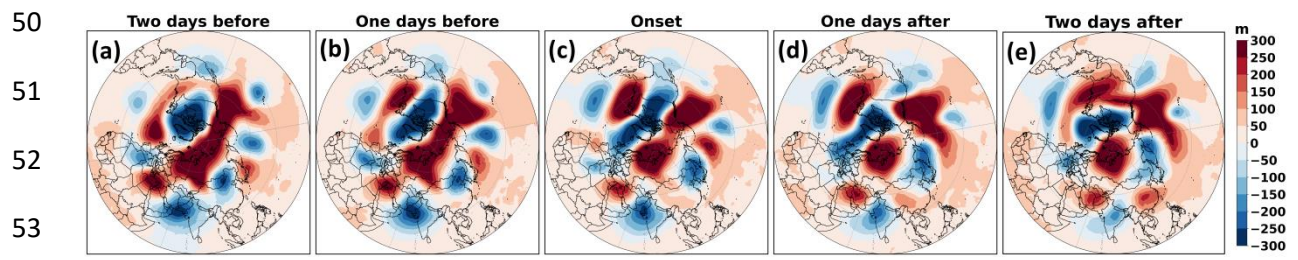 50
51
52
53
Two days before
One day before
Onset
One days after
Two days after
(a)
(b)
(c)
(d)
(e)
m
300
250
200
150
100
50
0
−50
−100
−150
−200
−250
−300